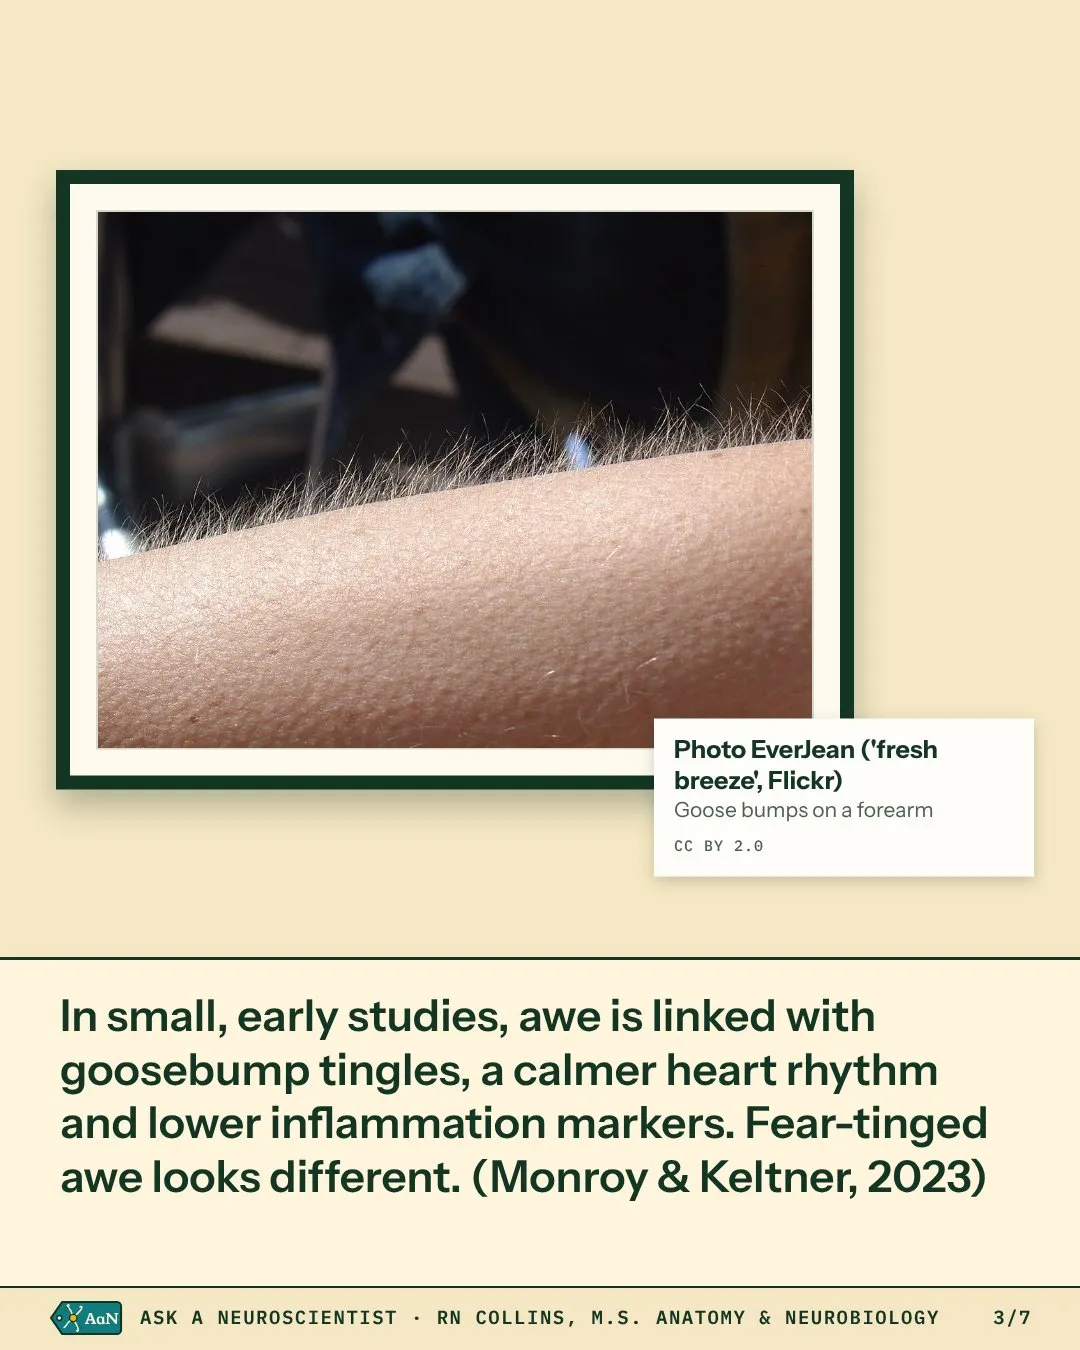 Photo EverJean ('fresh
breeze', Flickr)
Goose bumps on a forearm
CC BY 2.0
In small, early studies, awe is linked with
goosebump tingles, a calmer heart rhythm
and lower inflammation markers. Fear-tinged
awe looks different. (Monroy & Keltner, 2023)
AaN ASK A NEUROSCIENTIST · RN COLLINS, M.S. ANATOMY & NEUROBIOLOGY 3/7